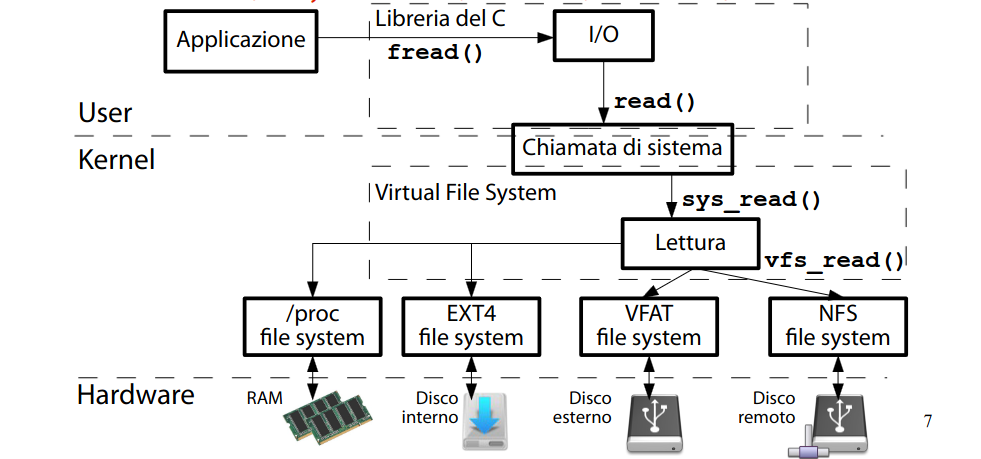 Applicazione
Libreria del C
fread()
I/O
read()
User
Chiamata di sistema
Kernel
Virtual File System
sys_read()
Lettura
vfs_read()
/proc
file system
EXT4
file system
VFAT
file system
NFS
file system
Hardware
RAM
Disco
interno
Disco
esterno
Disco
remoto
7